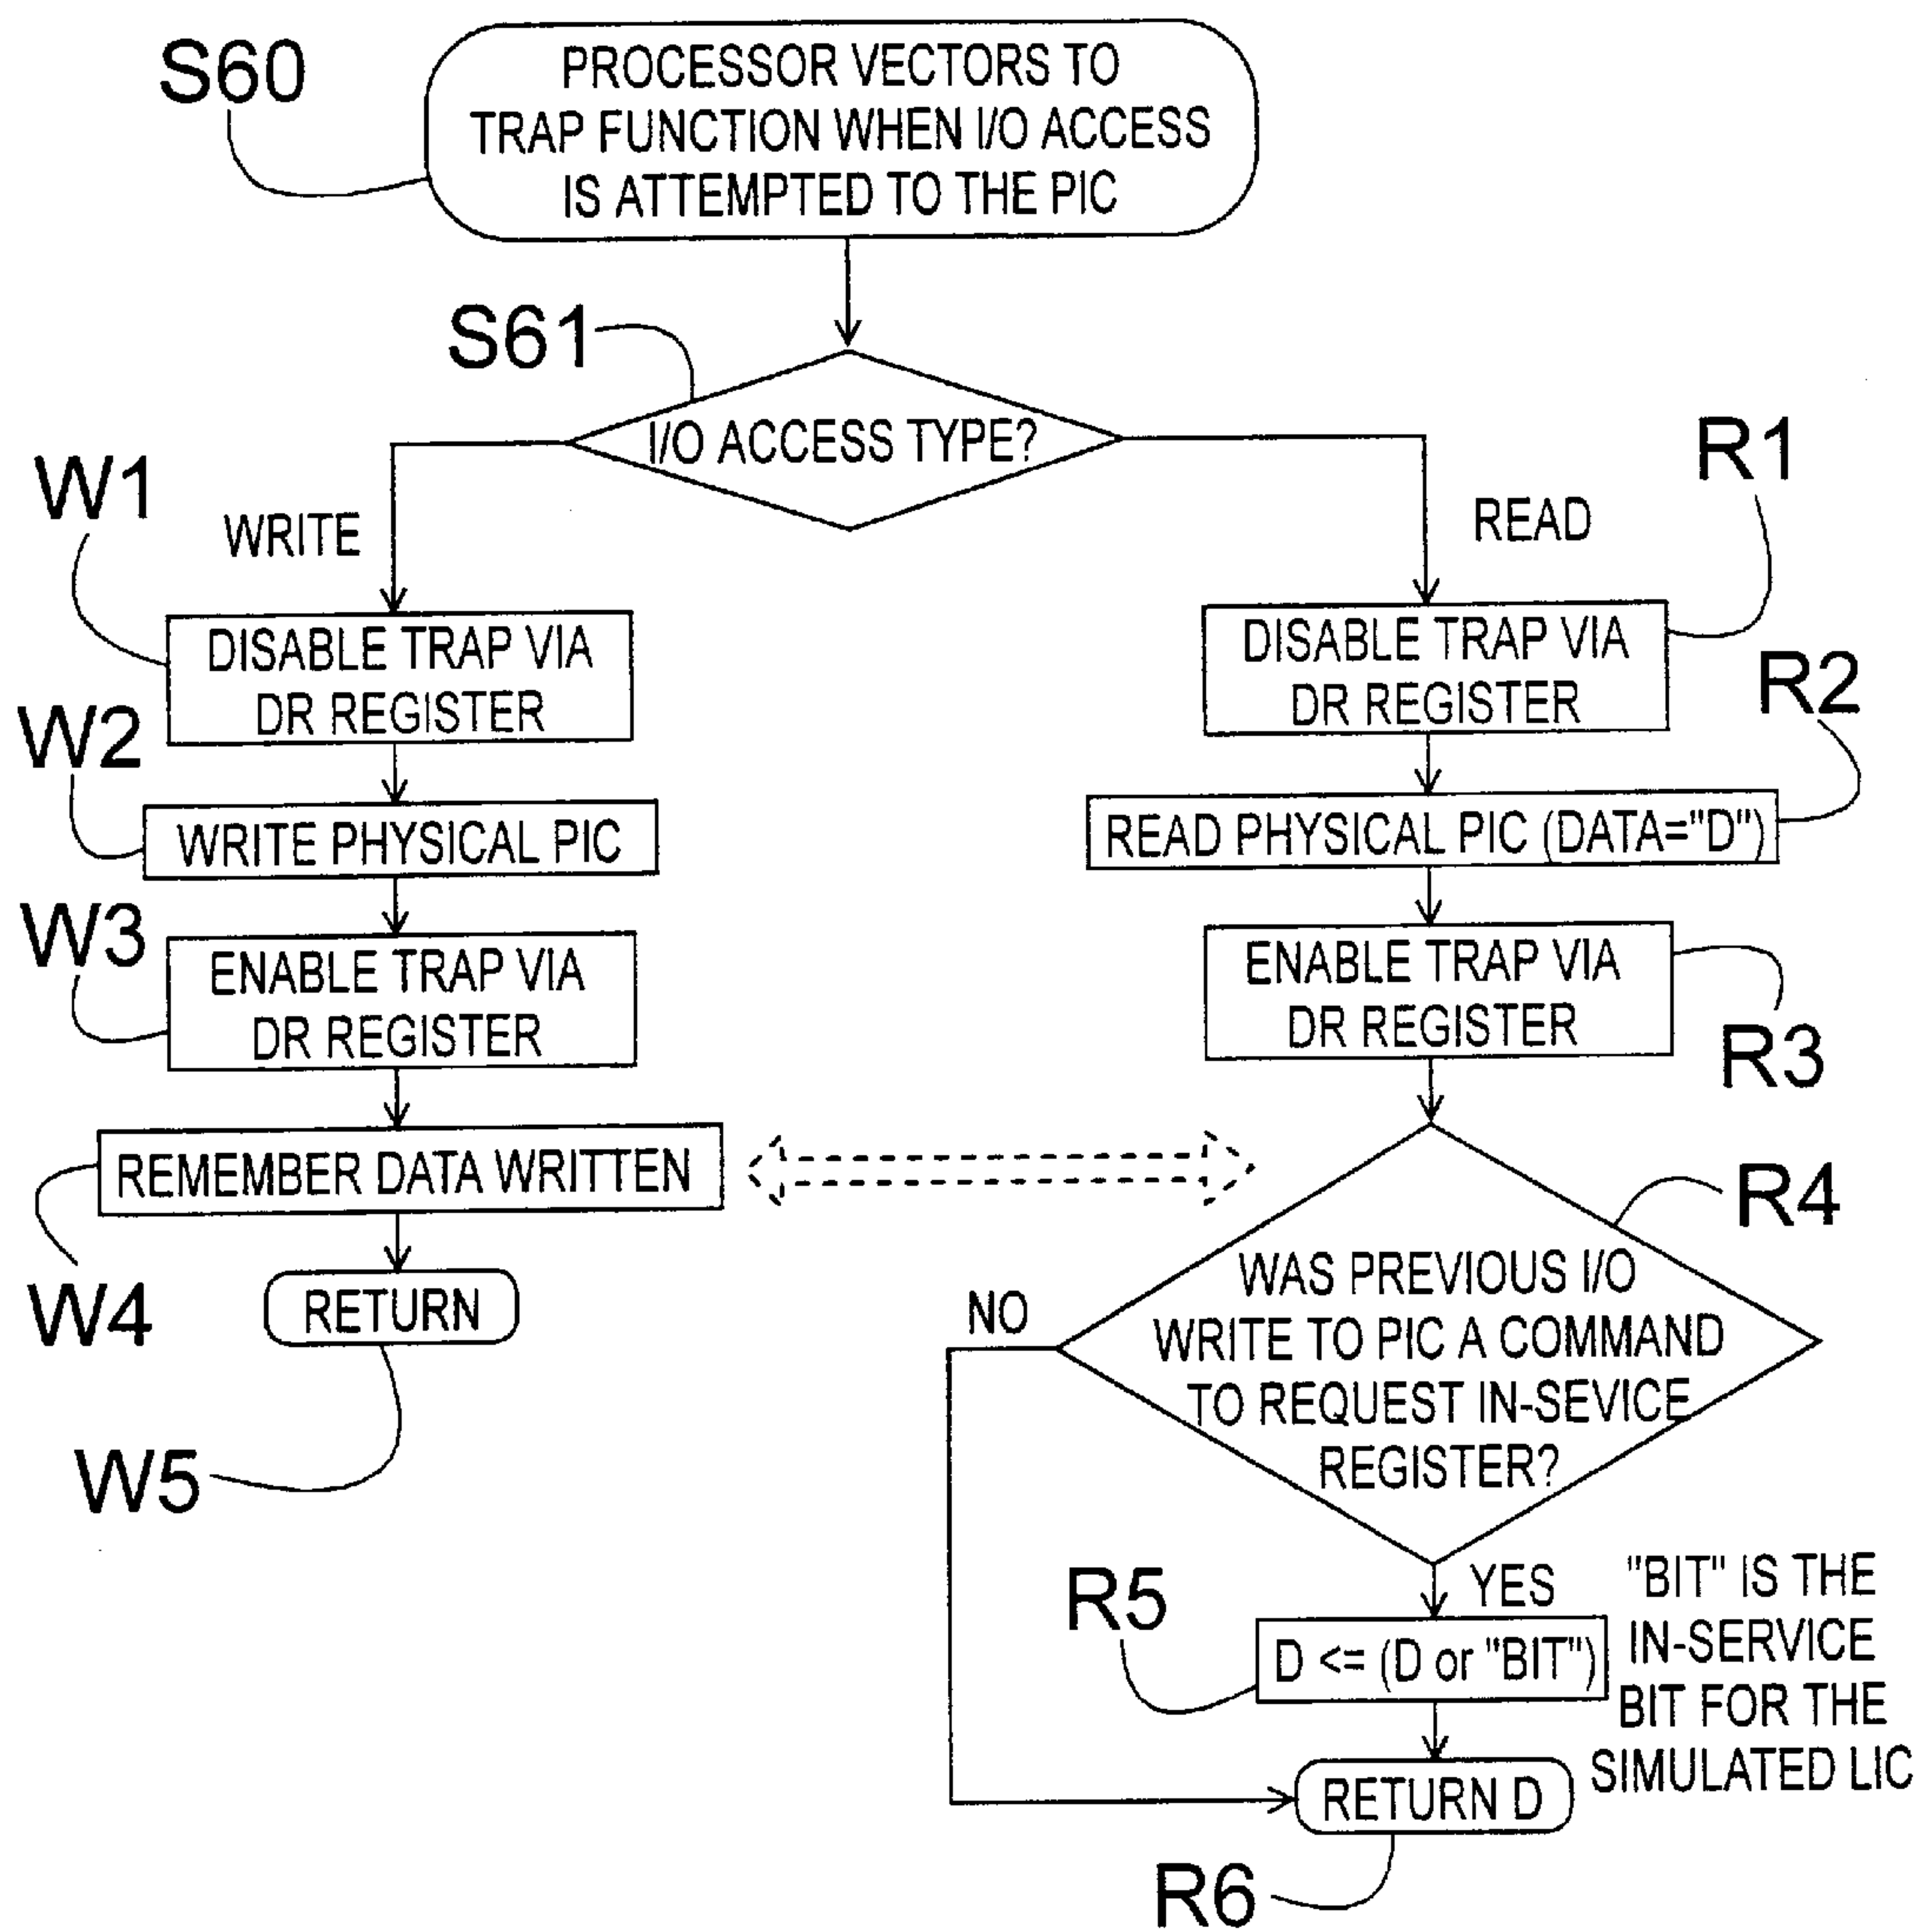 S60
PROCESSOR VECTORS TO
TRAP FUNCTION WHEN I/O ACCESS
IS ATTEMPTED TO THE PIC
S61
I/O ACCESS TYPE?
W1
WRITE
DISABLE TRAP VIA
DR REGISTER
W2
WRITE PHYSICAL PIC
W3
ENABLE TRAP VIA
DR REGISTER
REMEMBER DATA WRITTEN
W4
RETURN
W5
R1
READ
DISABLE TRAP VIA
DR REGISTER
R2
READ PHYSICAL PIC (DATA="D")
ENABLE TRAP VIA
DR REGISTER
R3
R4
WAS PREVIOUS I/O
WRITE TO PIC A COMMAND
TO REQUEST IN-SEVICE
REGISTER?
NO
YES
R5
D <= (D or "BIT")
"BIT" IS THE
IN-SERVICE
BIT FOR THE
SIMULATED LIC
RETURN D
R6